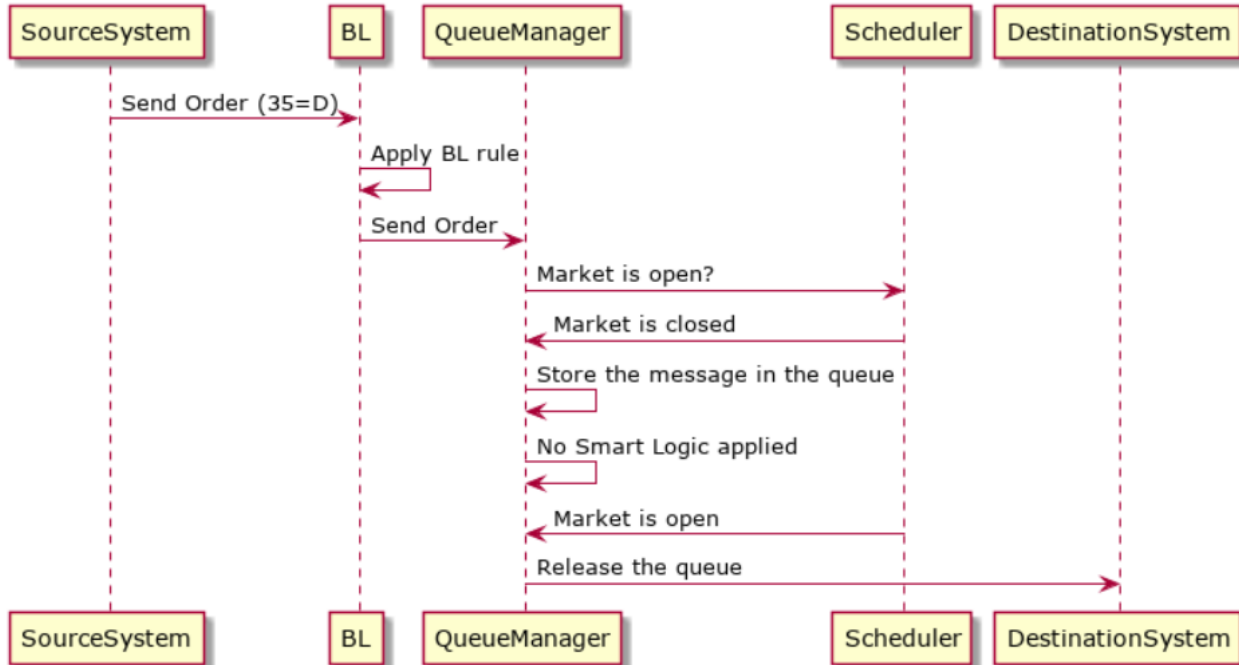 SourceSystem BL QueueManager Scheduler DestinationSystem
Send Order (35=D)
Apply BL rule
Send Order
Market is open?
Market is closed
Store the message in the queue
No Smart Logic applied
Market is open
Release the queue
SourceSystem BL QueueManager Scheduler DestinationSystem